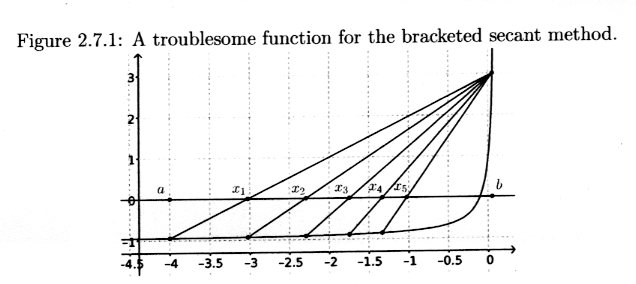 Figure 2.7.1: A troublesome function for the bracketed secant method.
3
2
1
a x1 x2 x3 x4 x5 b
0
-1
-4.5 -4 -3.5 -3 -2.5 -2 -1.5 -1 -0.5 0